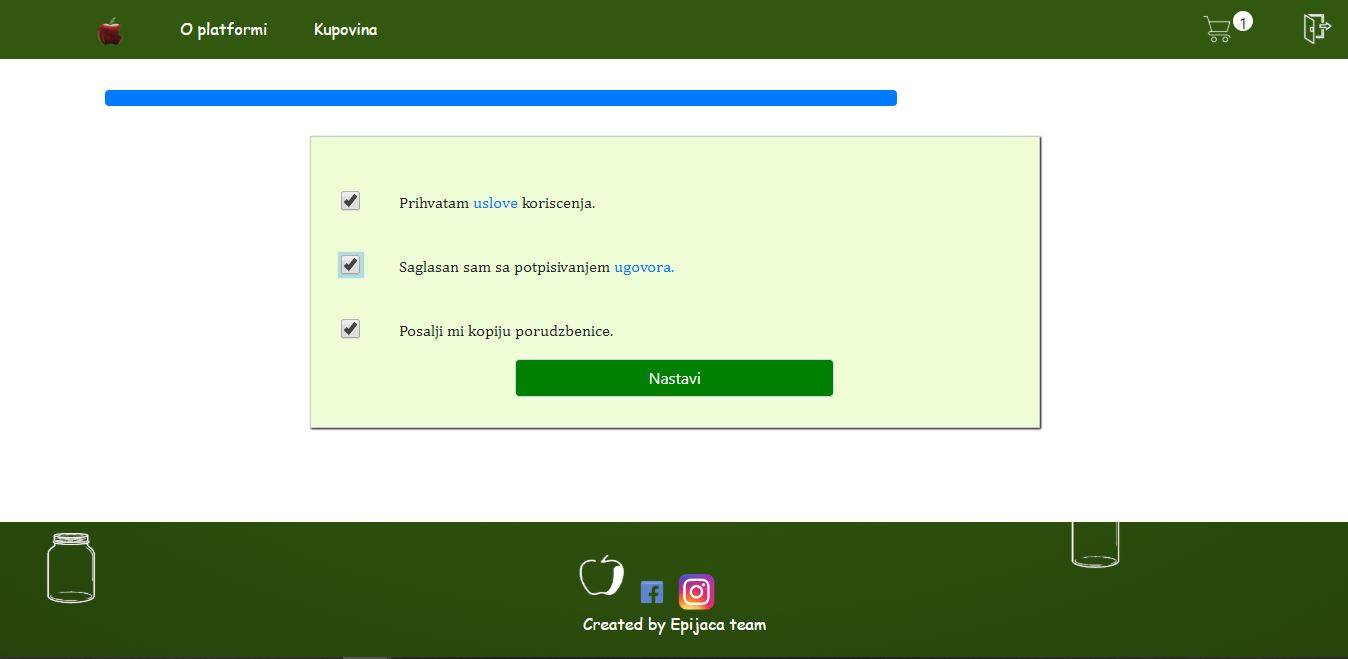 O platformi
Kupovina
1
Prihvatam uslove koriscenja.
Saglasan sam sa potpisivanjem ugovora.
Posalji mi kopiju porudzbenice.
Nastavi
Created by Epijaca team